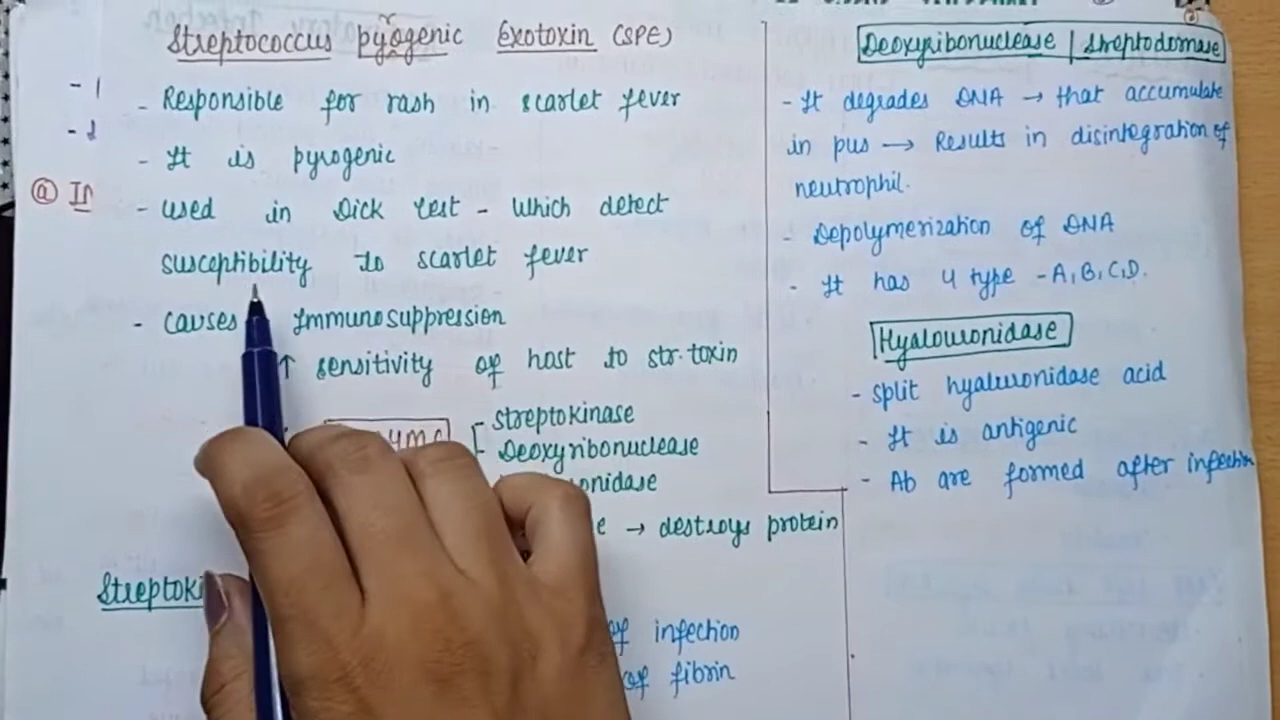 Streptococcus pyogenic Exotoxin (SPE)
- Responsible for rash in scarlet fever
- It is pyrogenic
- used in Dick test - which detect
susceptibility to scarlet fever
- causes Immunosuppression
↑ sensitivity of host to str. toxin
Streptokinase
Deoxyribonuclease
→ destroys protein
of infection
of fibrin
Deoxyribonuclease | Streptodornase
- It degrades DNA → that accumulate
in pus → Results in disintegration of
neutrophil.
- Depolymerization of DNA
- It has 4 type - A, B, C, D.
Hyalouronidase
- split hyaluronidase acid
- It is antigenic
- Ab are formed after infection